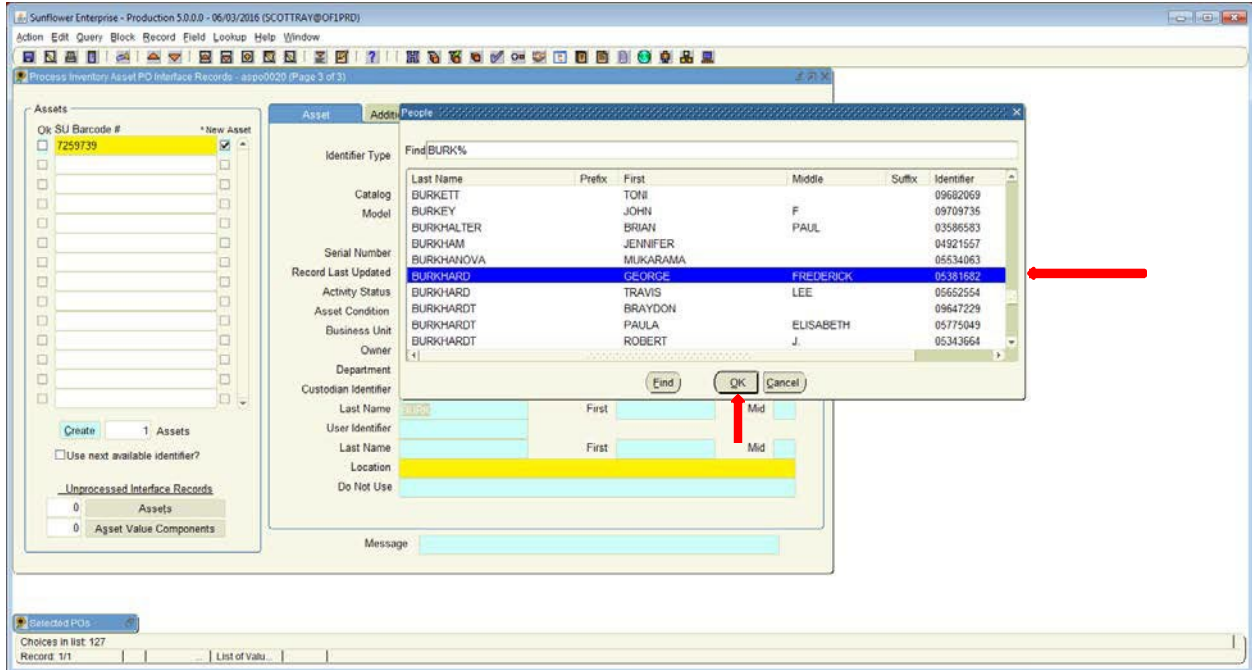 Sunflower Enterprise - Production 5.0.0.0 - 06/03/2016 (SCOTTRAY@OF1PRD)
Action Edit Query Block Record Field Lookup Help Window
Process Inventory Asset PO Interface Records - aspo0020 (Page 3 of 3)
Assets
Ok SU Barcode # * New Asset
7259739
Create 1 Assets
Use next available identifier?
Unprocessed Interface Records
0 Assets
0 Asset Value Components
Asset Additi
Identifier Type
Catalog
Model
Serial Number
Record Last Updated
Activity Status
Asset Condition
Business Unit
Owner
Department
Custodian Identifier
Last Name BURK First Mid
User Identifier
Last Name First Mid
Location
Do Not Use
Message
People
Find BURK%
Last Name Prefix First Middle Suffix Identifier
BURKETT TONI 09682069
BURKEY JOHN F 09709735
BURKHALTER BRIAN PAUL 03586583
BURKHAM JENNIFER 04921557
BURKHANOVA MUKARAMA 05534063
BURKHARD GEORGE FREDERICK 05381682
BURKHARD TRAVIS LEE 05652554
BURKHARDT BRAYDON 09647229
BURKHARDT PAULA ELISABETH 05775049
BURKHARDT ROBERT J. 05343664
Find OK Cancel
Selected POs
Choices in list: 127
Record: 1/1 ... List of Valu...